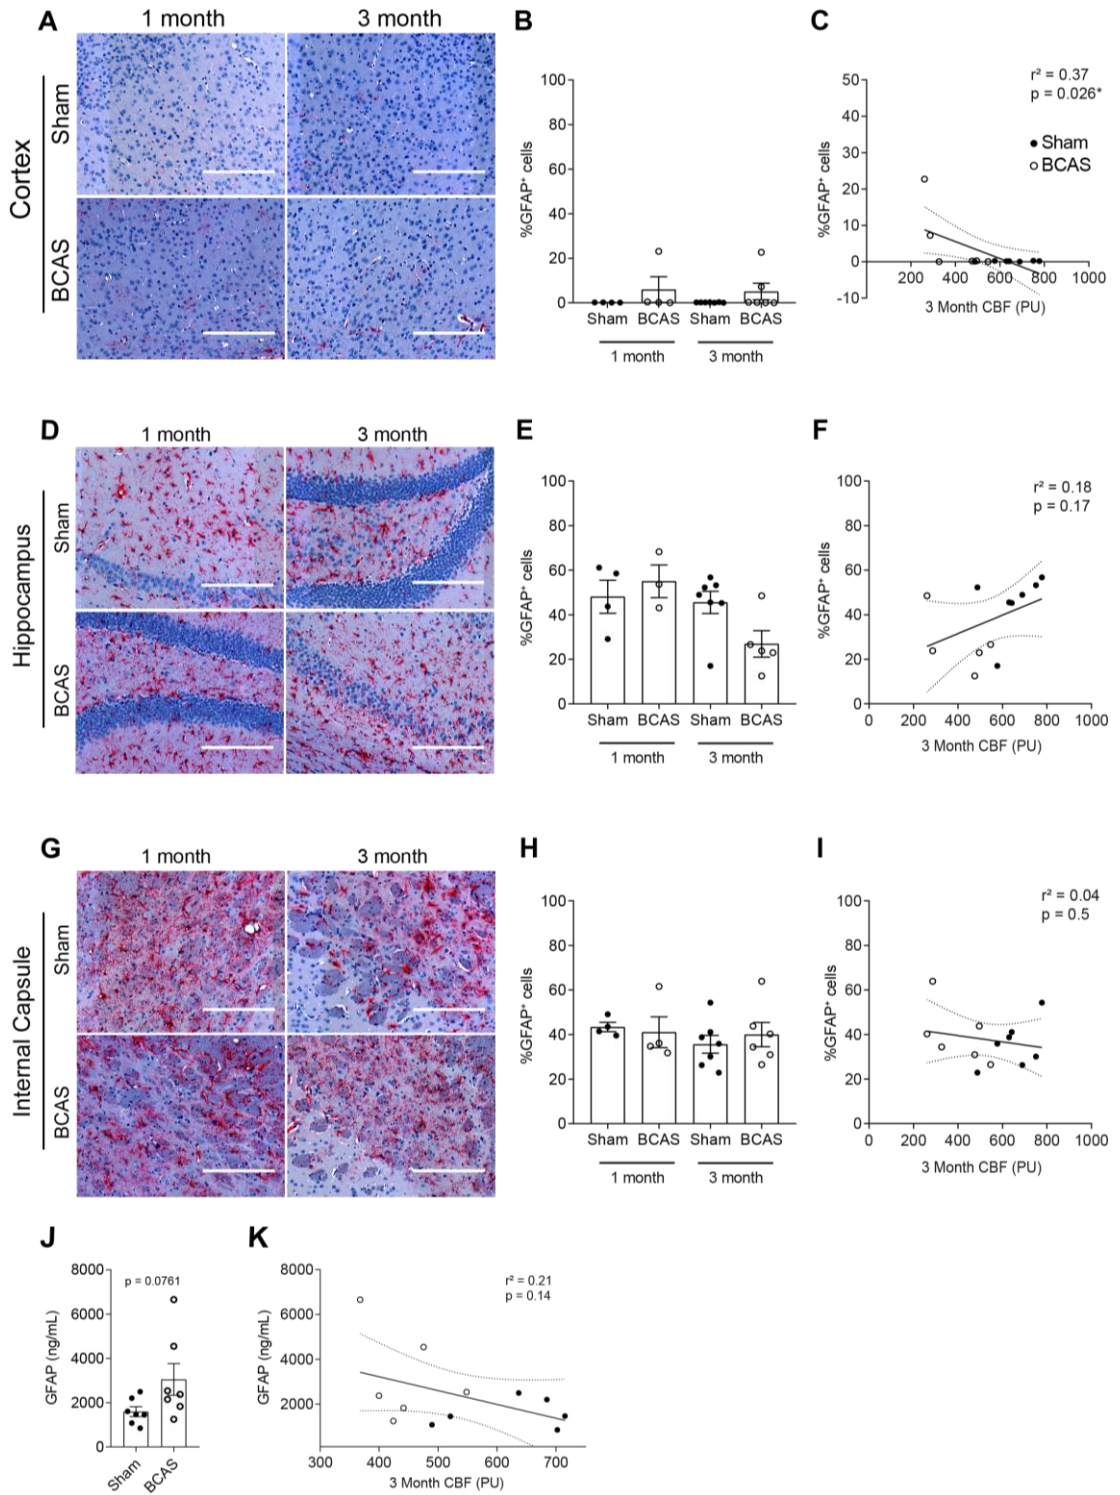 A
1 month
3 month
Cortex
Sham
BCAS
B
%GFAP⁺ cells
100
80
60
40
20
0
Sham BCAS Sham BCAS
1 month 3 month
C
r² = 0.37
p = 0.026*
Sham
BCAS
%GFAP⁺ cells
50
40
30
20
10
0
-10
200 400 600 800 1000
3 Month CBF (PU)
D
1 month
3 month
Hippocampus
Sham
BCAS
E
%GFAP⁺ cells
100
80
60
40
20
0
Sham BCAS Sham BCAS
1 month 3 month
F
r² = 0.18
p = 0.17
%GFAP⁺ cells
100
80
60
40
20
0
0 200 400 600 800 1000
3 Month CBF (PU)
G
1 month
3 month
Internal Capsule
Sham
BCAS
H
%GFAP⁺ cells
100
80
60
40
20
0
Sham BCAS Sham BCAS
1 month 3 month
I
r² = 0.04
p = 0.5
%GFAP⁺ cells
100
80
60
40
20
0
0 200 400 600 800 1000
3 Month CBF (PU)
J
p = 0.0761
GFAP (ng/mL)
8000
6000
4000
2000
0
Sham BCAS
K
r² = 0.21
p = 0.14
GFAP (ng/mL)
8000
6000
4000
2000
300 400 500 600 700
3 Month CBF (PU)